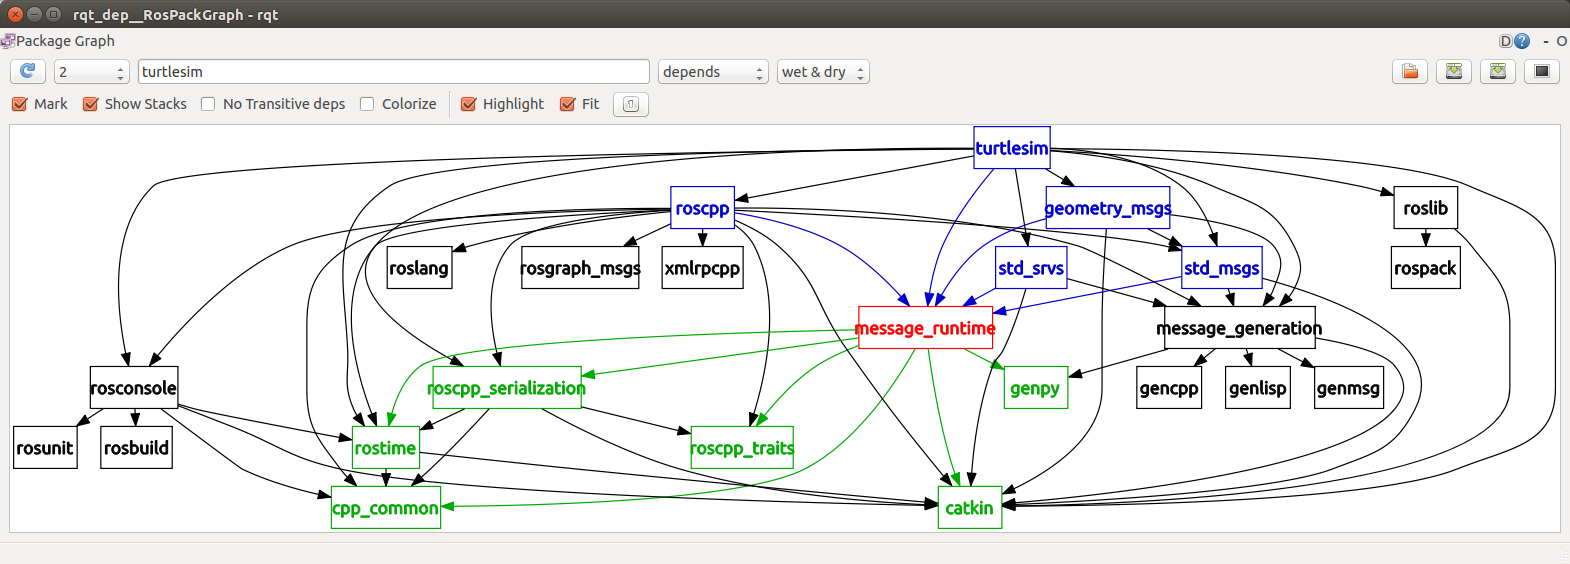 rqt_dep__RosPackGraph - rqt
Package Graph D ? - O
2 turtlesim depends wet & dry
Mark Show Stacks No Transitive deps Colorize Highlight Fit
turtlesim
roscpp geometry_msgs roslib
roslang rosgraph_msgs xmlrpcpp std_srvs std_msgs rospack
message_runtime message_generation
rosconsole roscpp_serialization genpy gencpp genlisp genmsg
rosunit rosbuild rostime roscpp_traits
cpp_common catkin